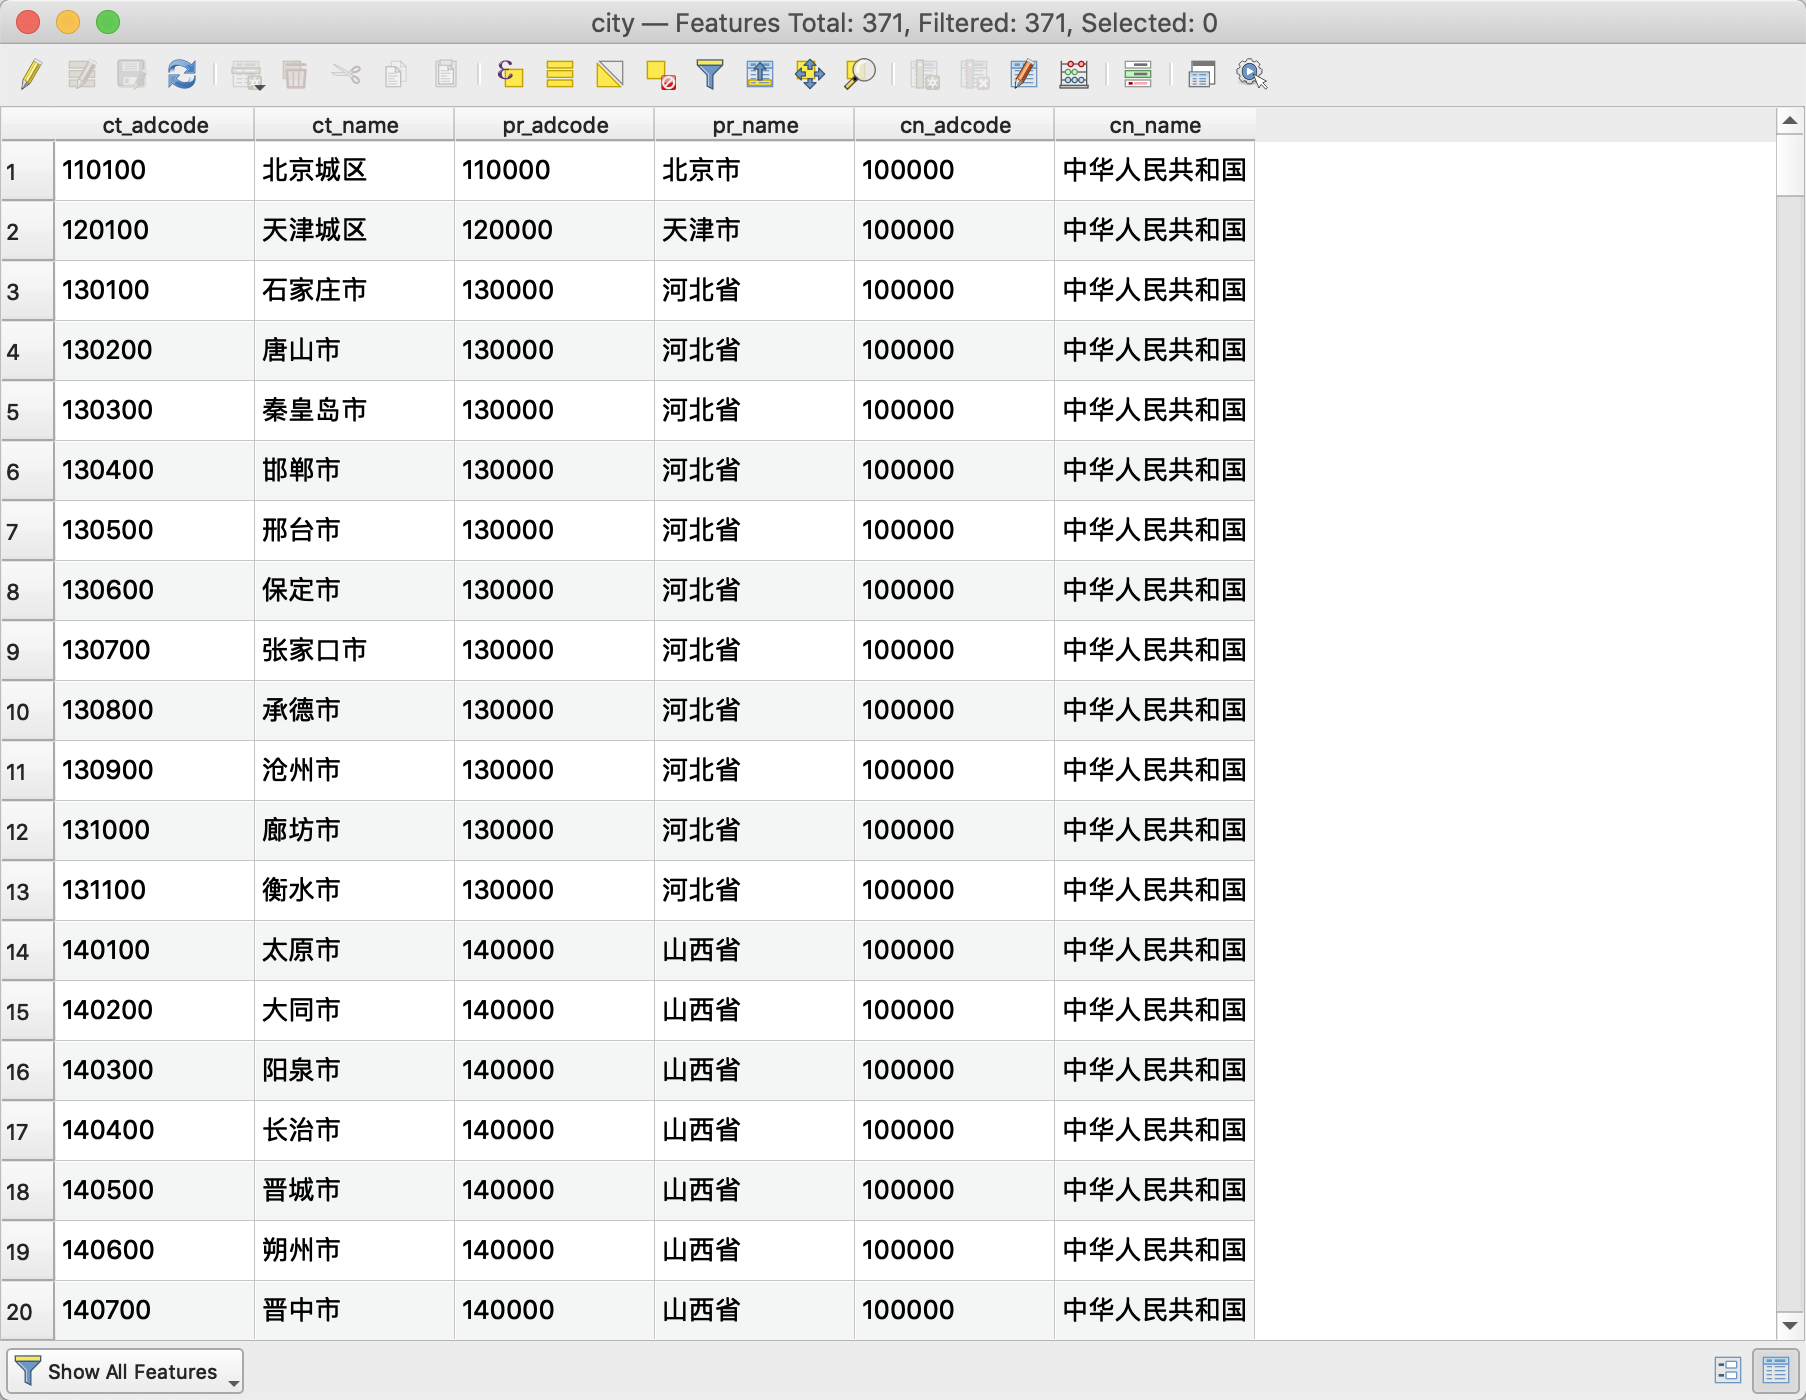 city — Features Total: 371, Filtered: 371, Selected: 0
ct_adcode ct_name pr_adcode pr_name cn_adcode cn_name
1 110100 北京城区 110000 北京市 100000 中华人民共和国
2 120100 天津城区 120000 天津市 100000 中华人民共和国
3 130100 石家庄市 130000 河北省 100000 中华人民共和国
4 130200 唐山市 130000 河北省 100000 中华人民共和国
5 130300 秦皇岛市 130000 河北省 100000 中华人民共和国
6 130400 邯郸市 130000 河北省 100000 中华人民共和国
7 130500 邢台市 130000 河北省 100000 中华人民共和国
8 130600 保定市 130000 河北省 100000 中华人民共和国
9 130700 张家口市 130000 河北省 100000 中华人民共和国
10 130800 承德市 130000 河北省 100000 中华人民共和国
11 130900 沧州市 130000 河北省 100000 中华人民共和国
12 131000 廊坊市 130000 河北省 100000 中华人民共和国
13 131100 衡水市 130000 河北省 100000 中华人民共和国
14 140100 太原市 140000 山西省 100000 中华人民共和国
15 140200 大同市 140000 山西省 100000 中华人民共和国
16 140300 阳泉市 140000 山西省 100000 中华人民共和国
17 140400 长治市 140000 山西省 100000 中华人民共和国
18 140500 晋城市 140000 山西省 100000 中华人民共和国
19 140600 朔州市 140000 山西省 100000 中华人民共和国
20 140700 晋中市 140000 山西省 100000 中华人民共和国
Show All Features